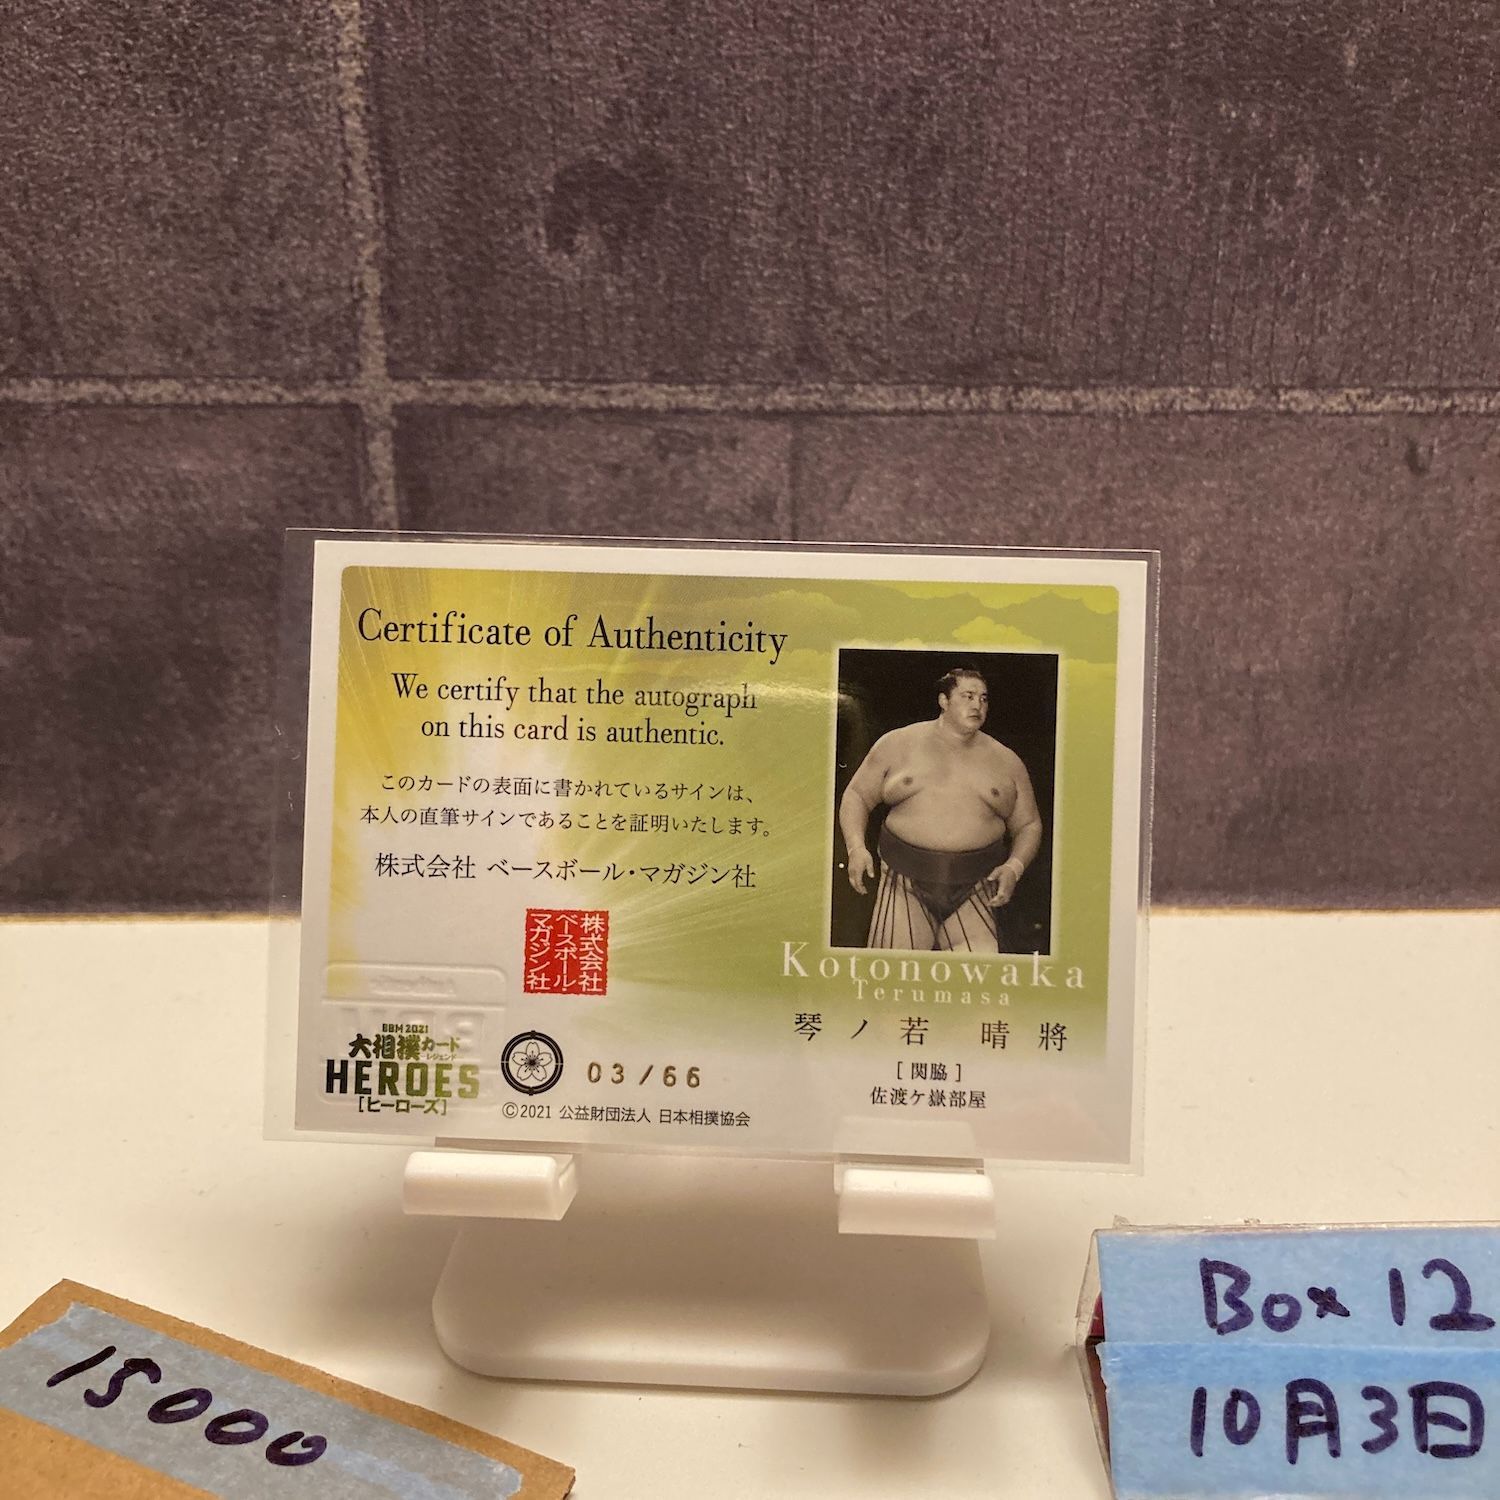 Certificate of Authenticity
We certify that the autograph
on this card is authentic.
このカードの表面に書かれているサインは、
本人の直筆サインであることを証明いたします。
株式会社 ベースボール・マガジン社
株式会社
ベースボール・
マガジン社
BBM 2021
大相撲カード
レジェンド
HEROES
[ヒーローズ]
03/66
©2021 公益財団法人 日本相撲協会
Kotonowaka
Terumasa
琴ノ若 晴將
[関脇]
佐渡ケ嶽部屋
15000
Box 12
10月3日